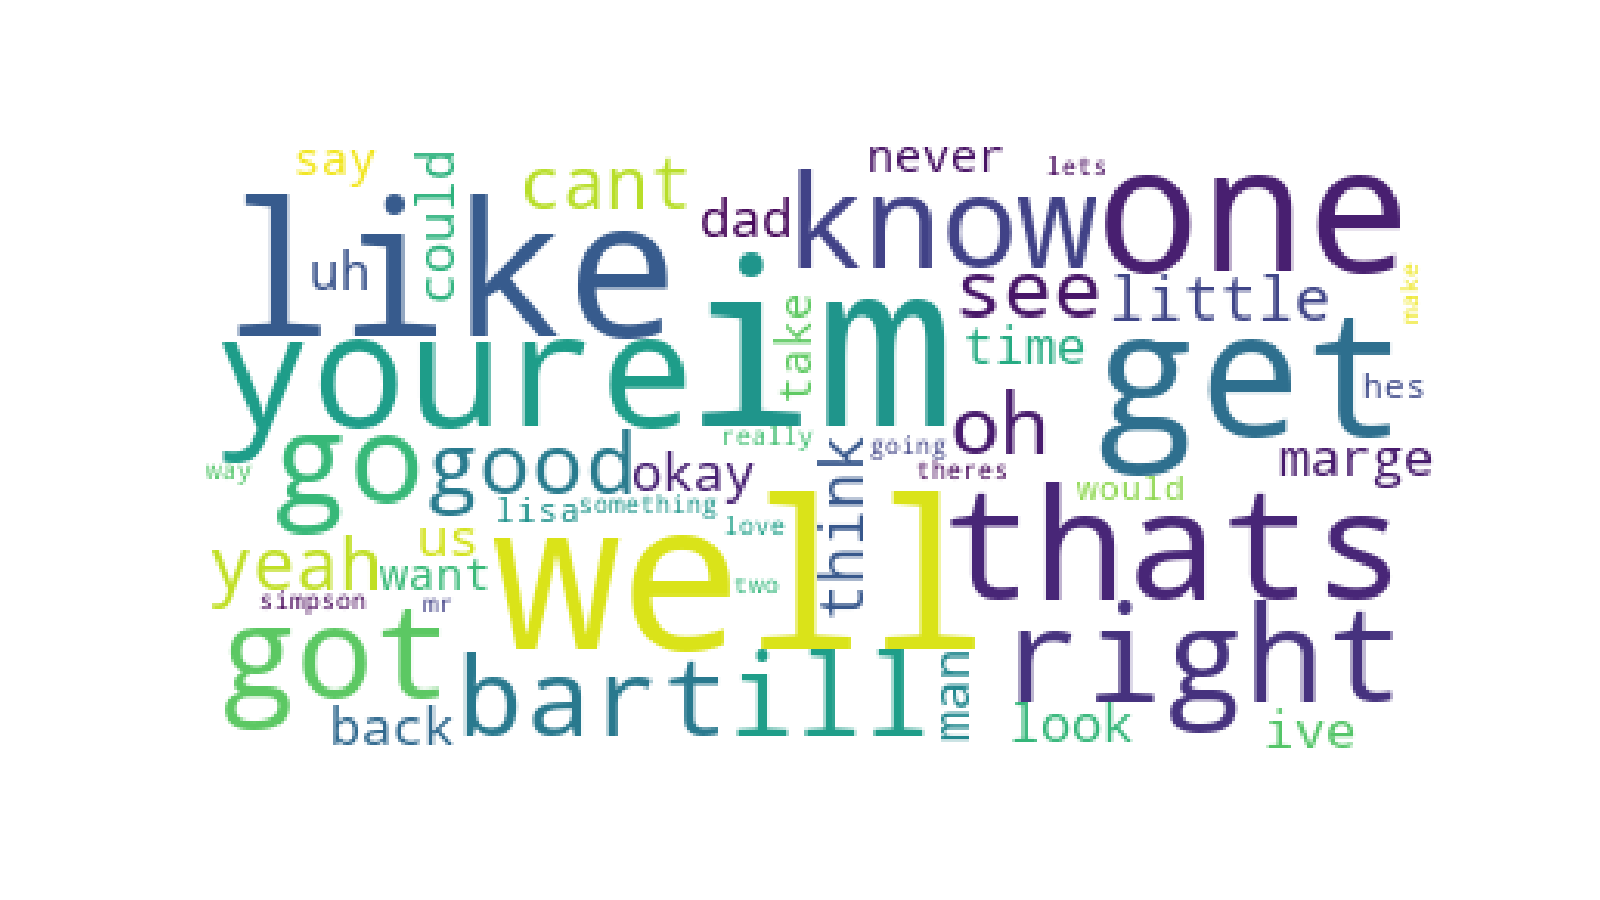 say
could
cant
never
lets
like
uh
dad
know
one
see
little
make
youre
im
take
time
get
hes
go
good
okay
really
think
going
oh
theres
marge
way
lisa
something
love
would
yeah
us
want
well
two
thats
simpson
mr
got
back
bart
ill
man
right
look
ive